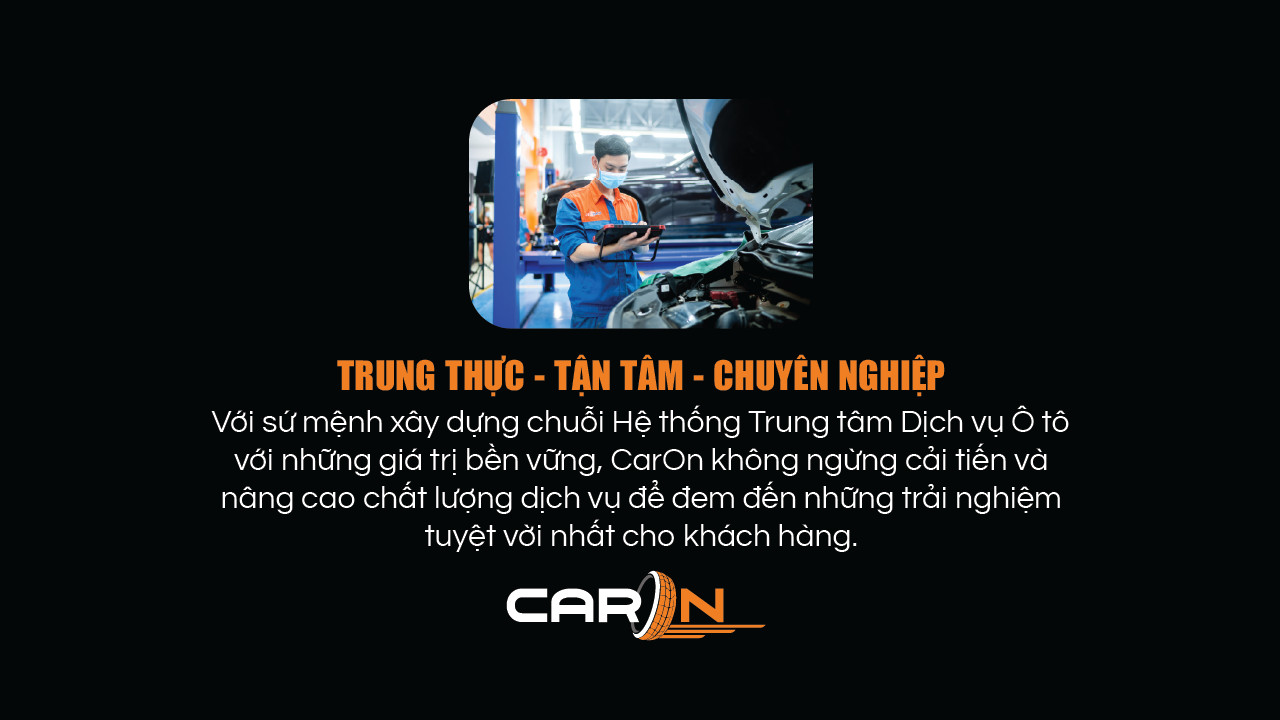 TRUNG THỰC - TẬN TÂM - CHUYÊN NGHIỆP
Với sứ mệnh xây dựng chuỗi Hệ thống Trung tâm Dịch vụ Ô tô
với những giá trị bền vững, CarOn không ngừng cải tiến và
nâng cao chất lượng dịch vụ để đem đến những trải nghiệm
tuyệt vời nhất cho khách hàng.
CARON